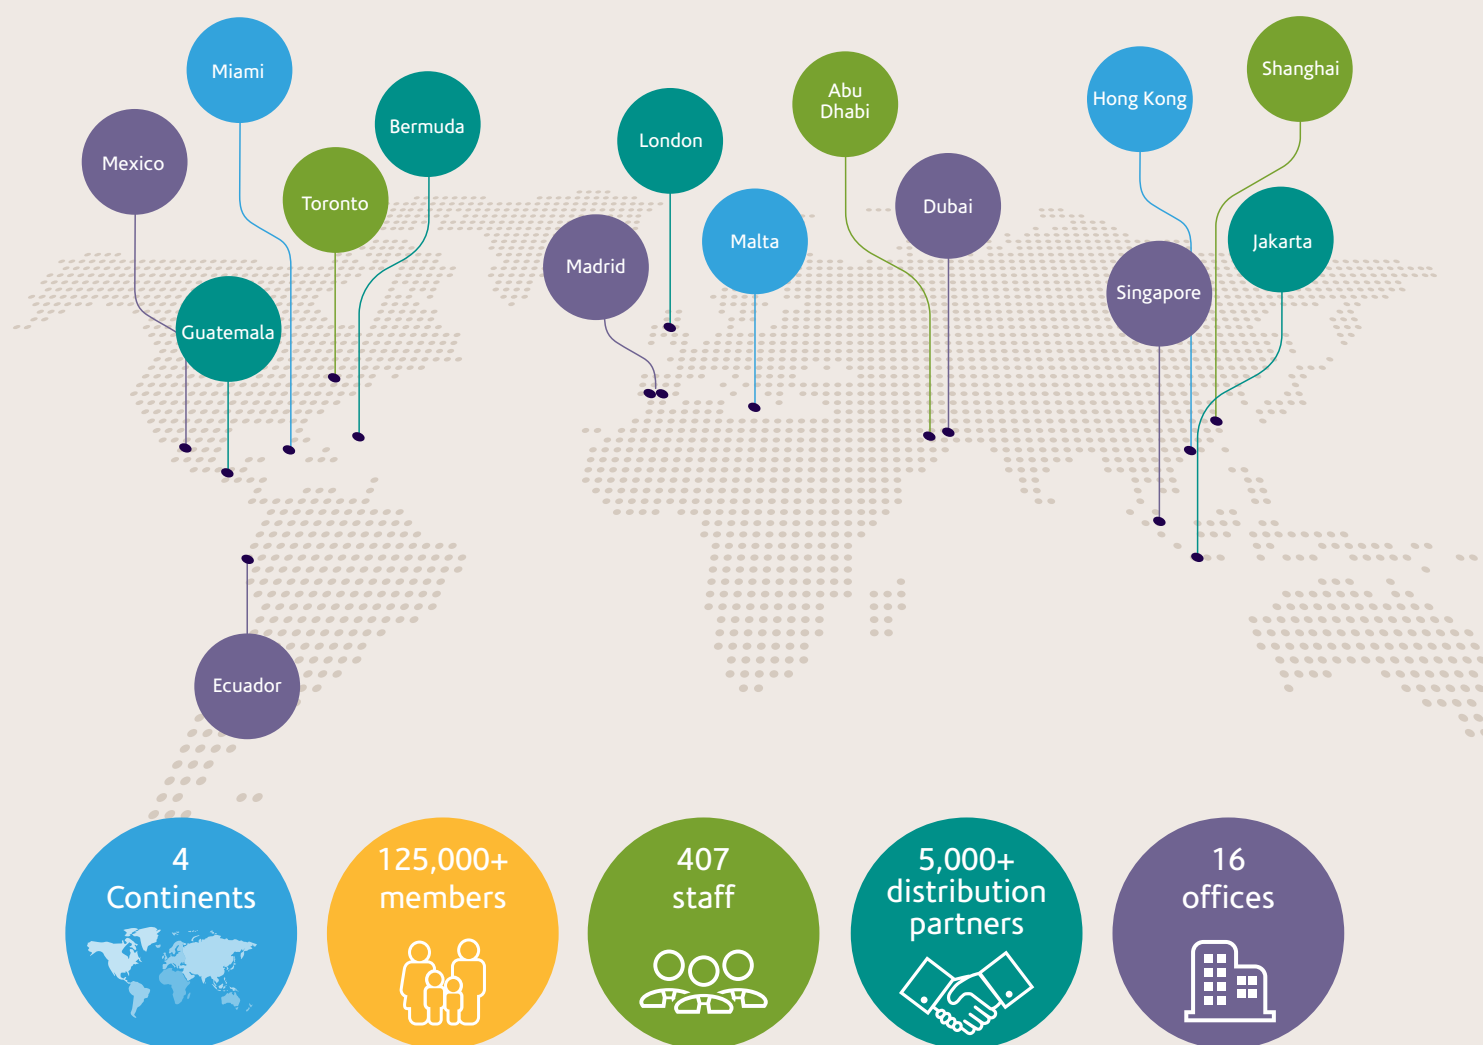 Miami
Shanghai
Abu
Dhabi
Hong Kong
Bermuda
London
Mexico
Toronto
Dubai
Malta
Jakarta
Madrid
Singapore
Guatemala
Ecuador
4
Continents
125,000+
members
407
staff
5,000+
distribution
partners
16
offices